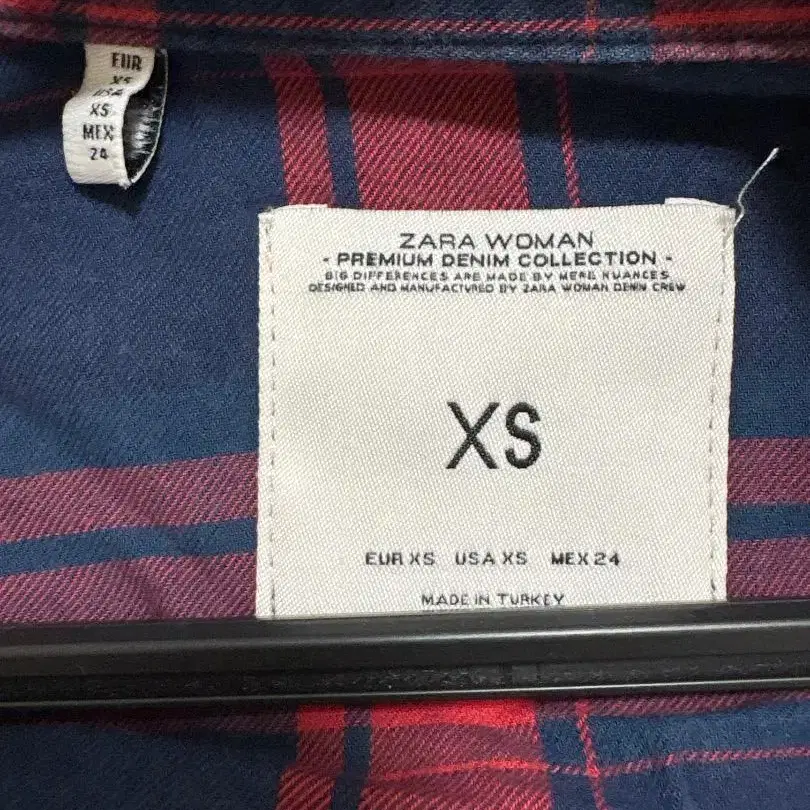 EUR
XS
USA
XS
MEX
24
ZARA WOMAN
- PREMIUM DENIM COLLECTION -
BIG DIFFERENCES ARE MADE BY MERE NUANCES
DESIGNED AND MANUFACTURED BY ZARA WOMAN DENIM CREW
XS
EUR XS USA XS MEX 24
MADE IN TURKEY